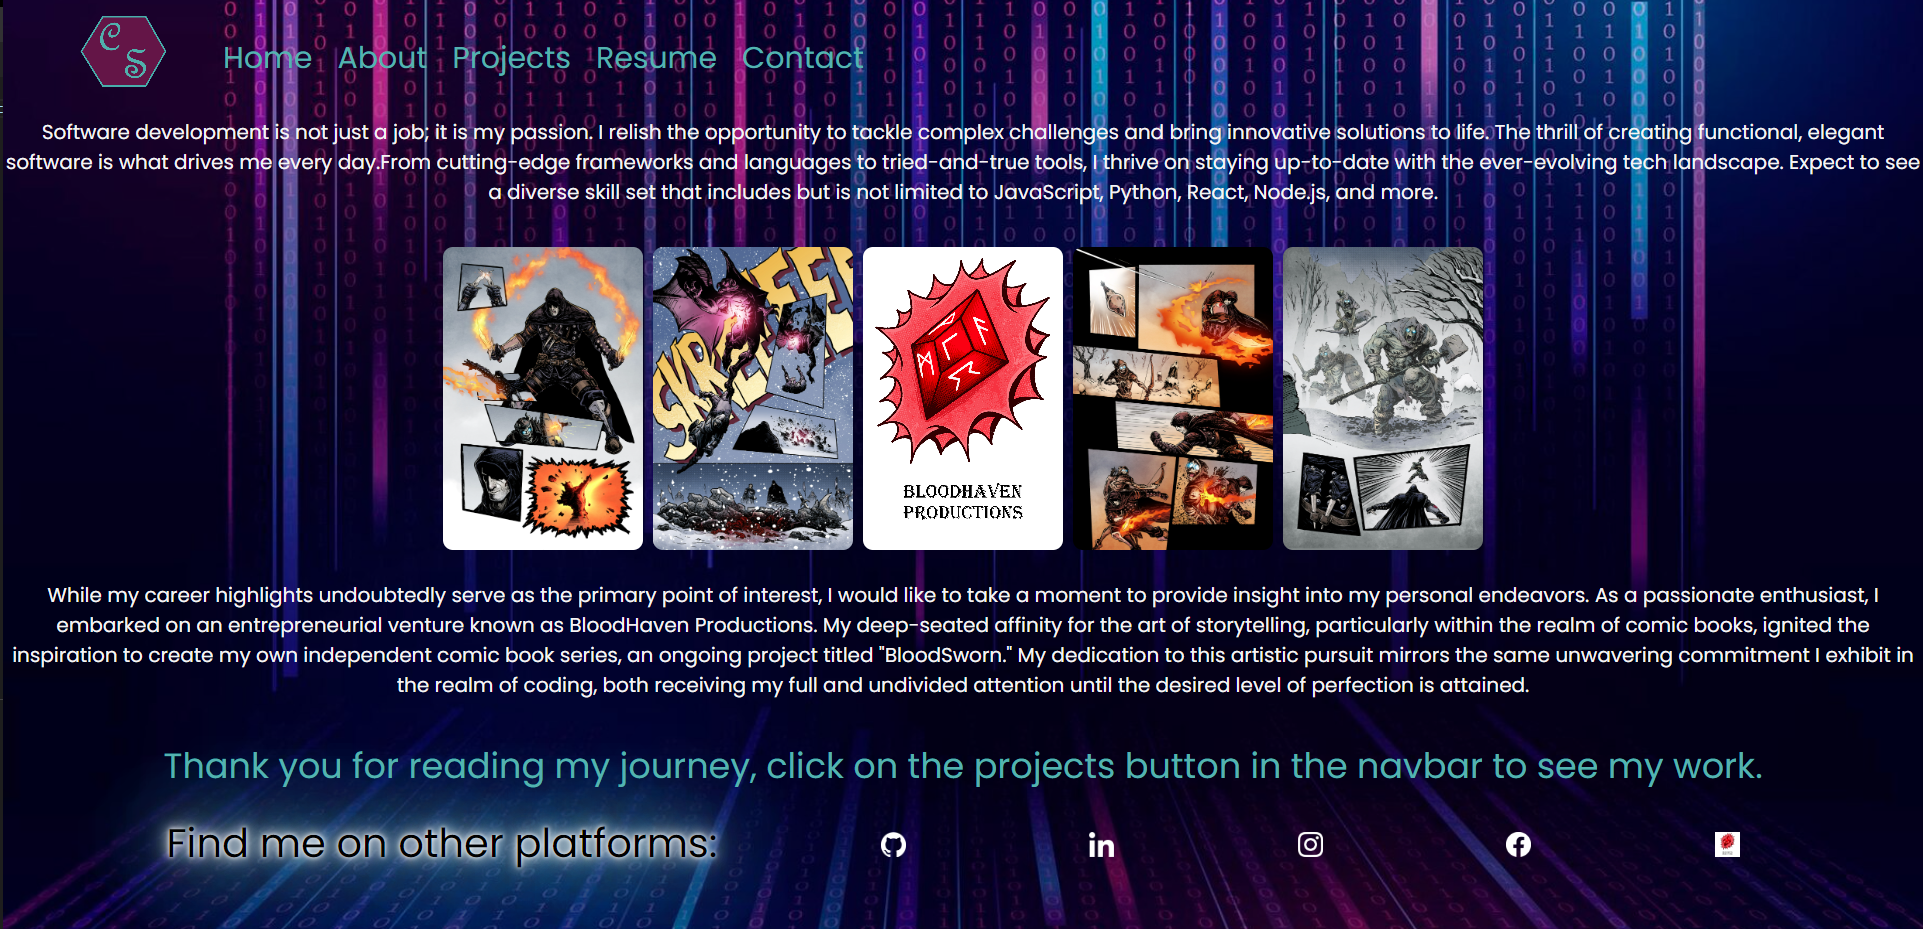 C
S
Home About Projects Resume Contact
Software development is not just a job; it is my passion. I relish the opportunity to tackle complex challenges and bring innovative solutions to life. The thrill of creating functional, elegant
software is what drives me every day.From cutting-edge frameworks and languages to tried-and-true tools, I thrive on staying up-to-date with the ever-evolving tech landscape. Expect to see
a diverse skill set that includes but is not limited to JavaScript, Python, React, Node.js, and more.
BLOODHAVEN
PRODUCTIONS
While my career highlights undoubtedly serve as the primary point of interest, I would like to take a moment to provide insight into my personal endeavors. As a passionate enthusiast, I
embarked on an entrepreneurial venture known as BloodHaven Productions. My deep-seated affinity for the art of storytelling, particularly within the realm of comic books, ignited the
inspiration to create my own independent comic book series, an ongoing project titled "BloodSworn." My dedication to this artistic pursuit mirrors the same unwavering commitment I exhibit in
the realm of coding, both receiving my full and undivided attention until the desired level of perfection is attained.
Thank you for reading my journey, click on the projects button in the navbar to see my work.
Find me on other platforms: